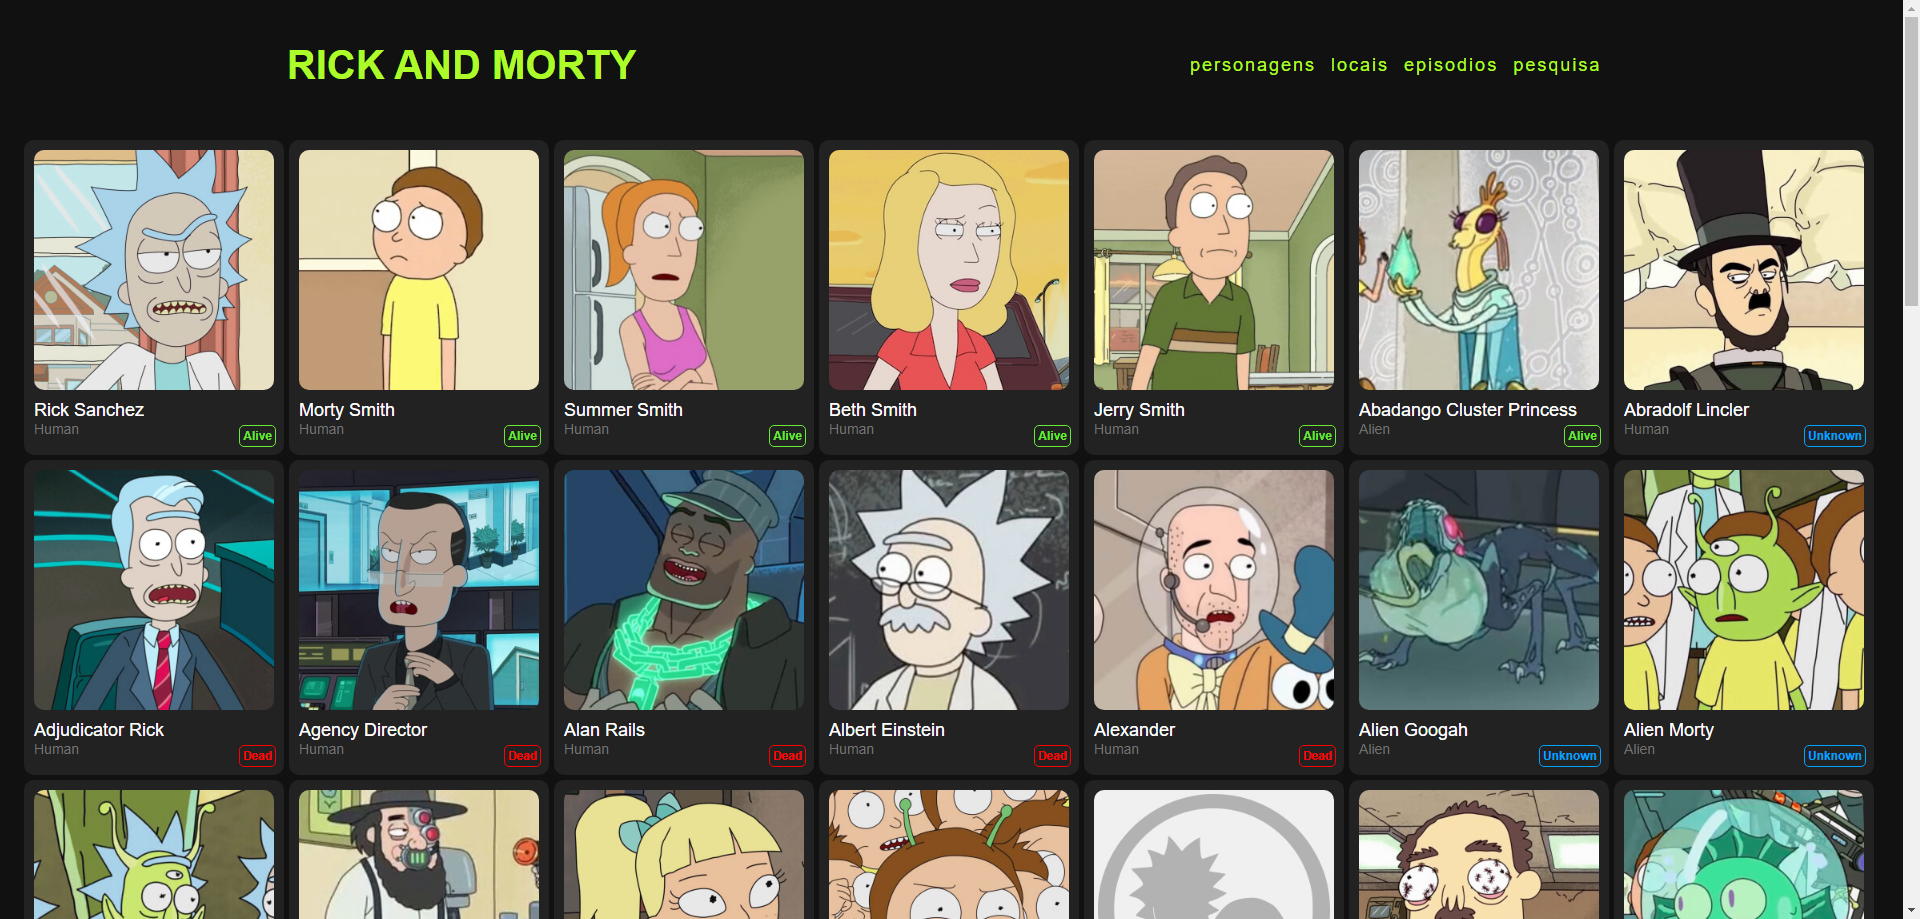 RICK AND MORTY
personagens locais episodios pesquisa
Rick Sanchez
Human
Alive
Morty Smith
Human
Alive
Summer Smith
Human
Alive
Beth Smith
Human
Alive
Jerry Smith
Human
Alive
Abadango Cluster Princess
Alien
Alive
Abradolf Lincler
Human
Unknown
Adjudicator Rick
Human
Dead
Agency Director
Human
Dead
Alan Rails
Human
Dead
Albert Einstein
Human
Dead
Alexander
Human
Dead
Alien Googah
Alien
Unknown
Alien Morty
Alien
Unknown